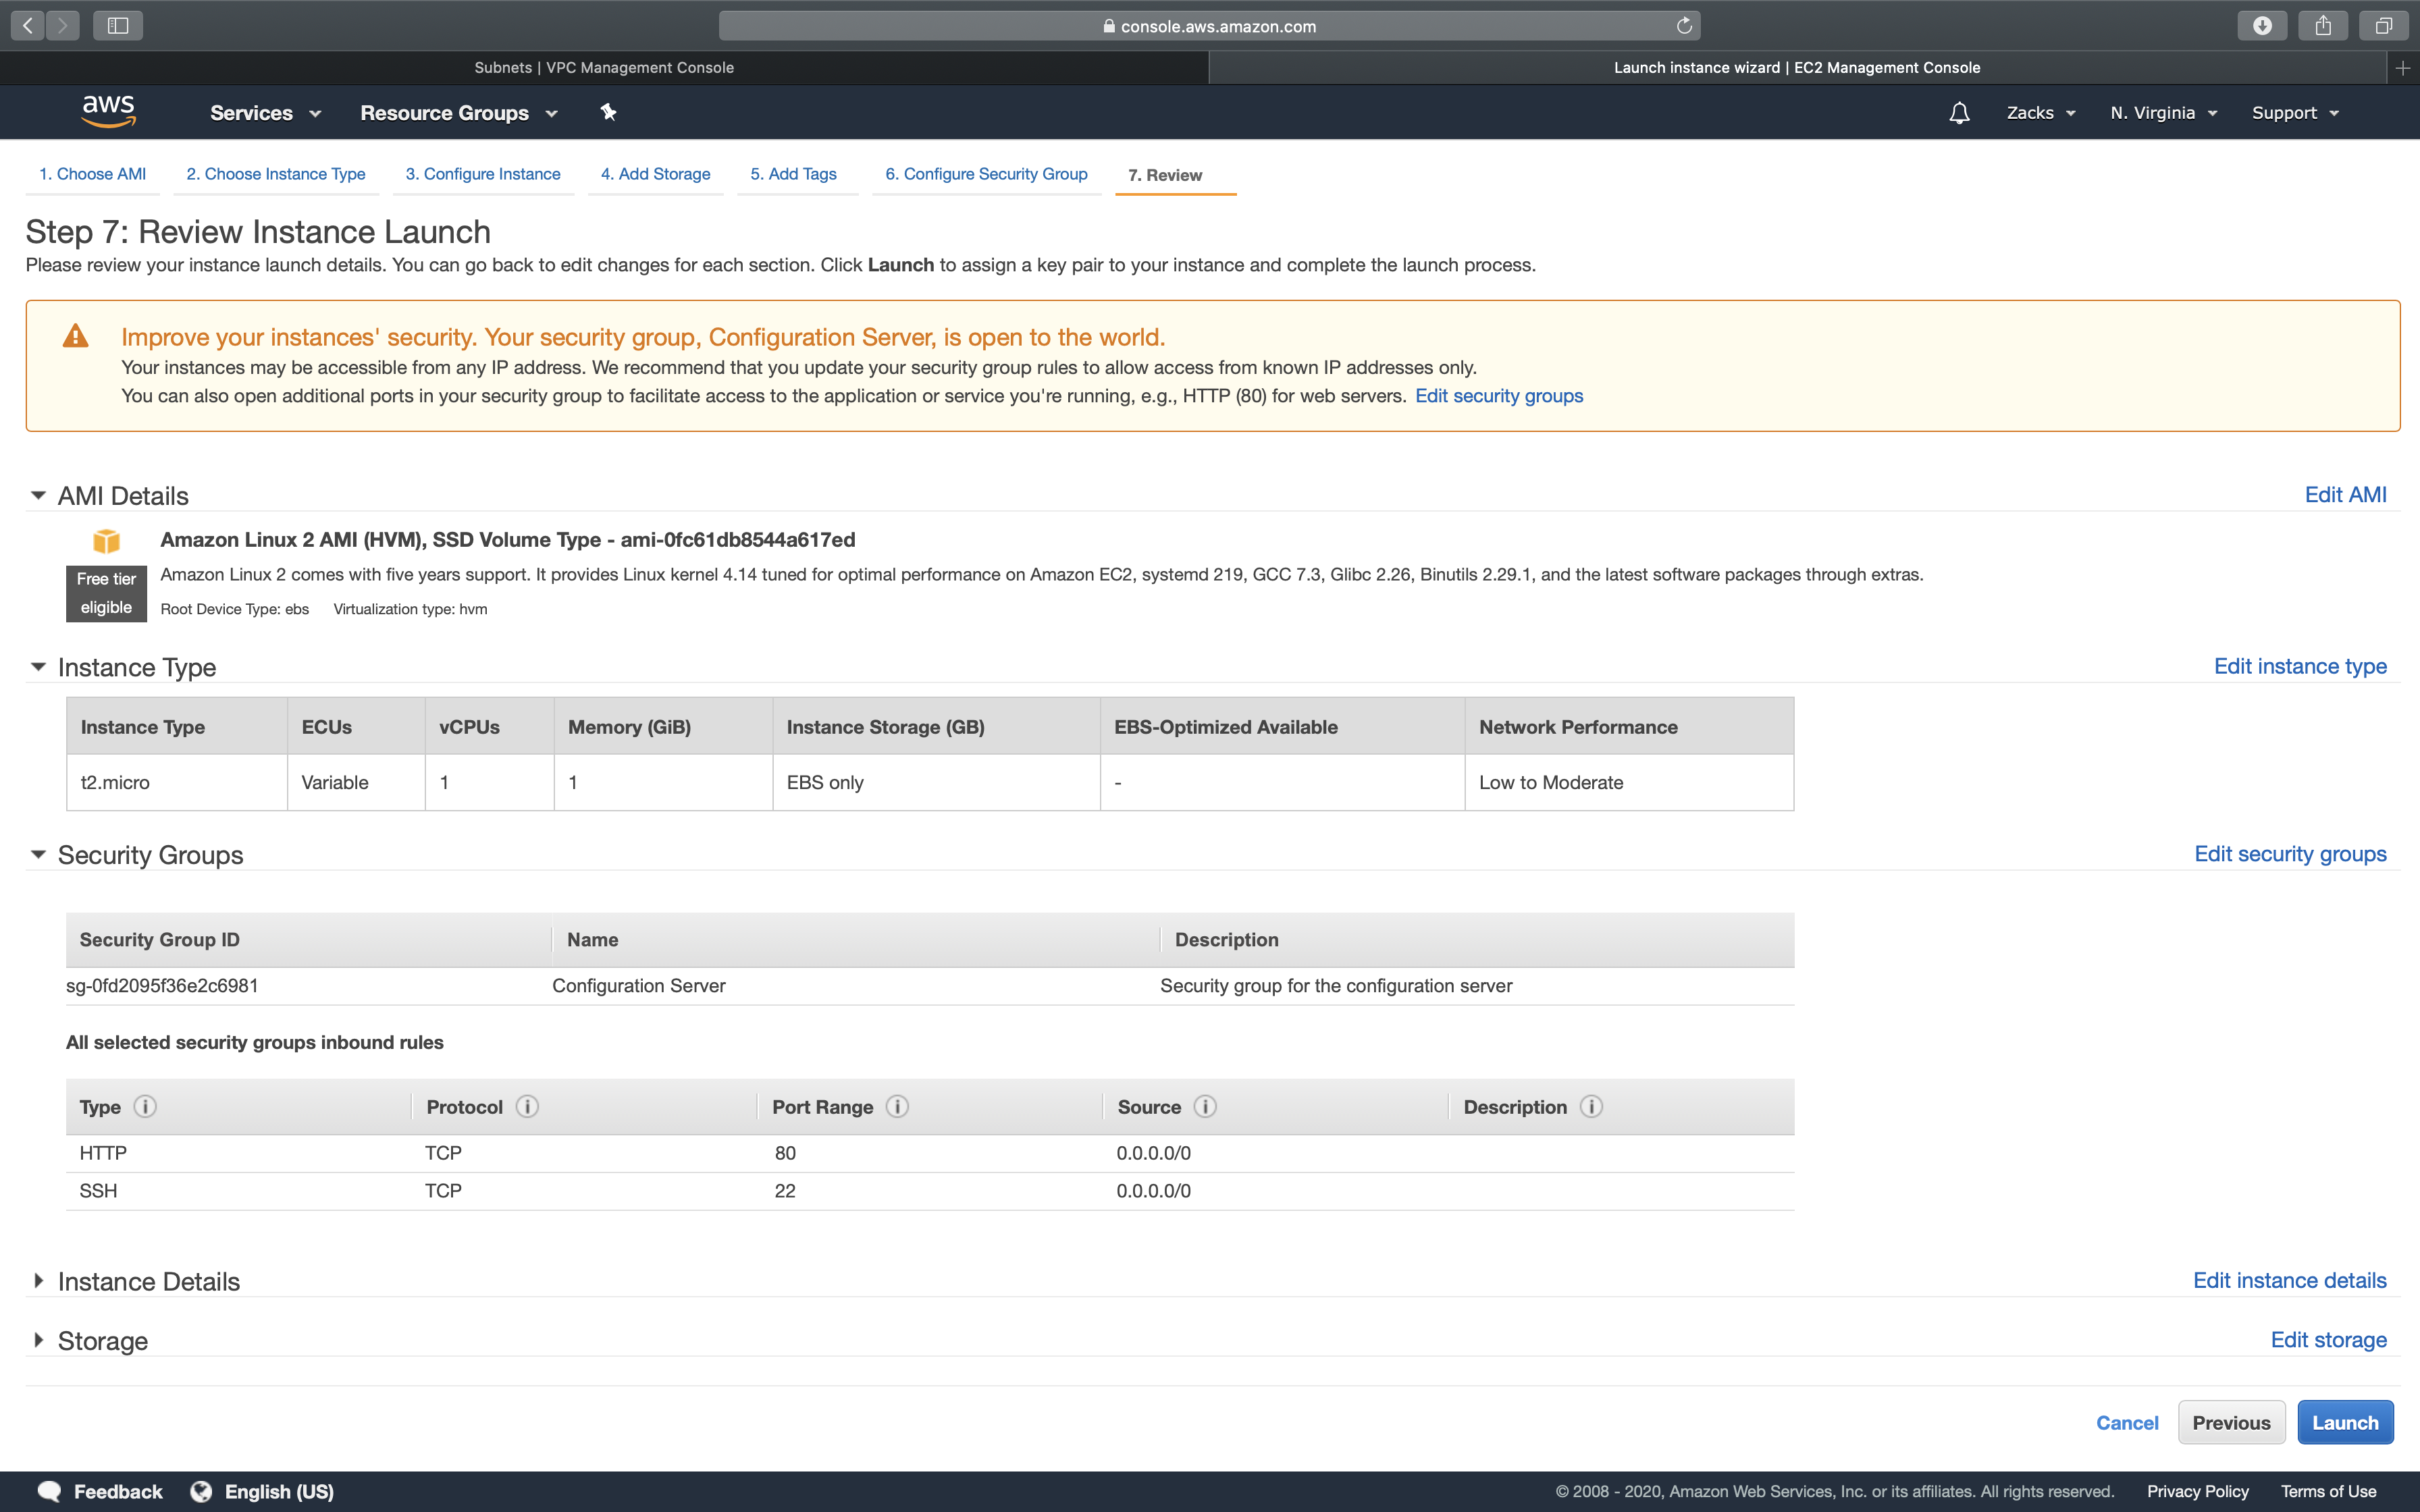 console.aws.amazon.com
Subnets | VPC Management Console
Launch instance wizard | EC2 Management Console
aws
Services
Resource Groups
Zacks
N. Virginia
Support
1. Choose AMI
2. Choose Instance Type
3. Configure Instance
4. Add Storage
5. Add Tags
6. Configure Security Group
7. Review
Step 7: Review Instance Launch
Please review your instance launch details. You can go back to edit changes for each section. Click Launch to assign a key pair to your instance and complete the launch process.
Improve your instances' security. Your security group, Configuration Server, is open to the world.
Your instances may be accessible from any IP address. We recommend that you update your security group rules to allow access from known IP addresses only.
You can also open additional ports in your security group to facilitate access to the application or service you're running, e.g., HTTP (80) for web servers. Edit security groups
AMI Details
Edit AMI
Amazon Linux 2 AMI (HVM), SSD Volume Type - ami-0fc61db8544a617ed
Free tier
eligible
Amazon Linux 2 comes with five years support. It provides Linux kernel 4.14 tuned for optimal performance on Amazon EC2, systemd 219, GCC 7.3, Glibc 2.26, Binutils 2.29.1, and the latest software packages through extras.
Root Device Type: ebs Virtualization type: hvm
Instance Type
Edit instance type
Instance Type ECUs vCPUs Memory (GiB) Instance Storage (GB) EBS-Optimized Available Network Performance
t2.micro Variable 1 1 EBS only - Low to Moderate
Security Groups
Edit security groups
Security Group ID Name Description
sg-0fd2095f36e2c6981 Configuration Server Security group for the configuration server
All selected security groups inbound rules
Type Protocol Port Range Source Description
HTTP TCP 80 0.0.0.0/0
SSH TCP 22 0.0.0.0/0
Instance Details
Edit instance details
Storage
Edit storage
Cancel
Previous
Launch
Feedback
English (US)
© 2008 - 2020, Amazon Web Services, Inc. or its affiliates. All rights reserved.
Privacy Policy
Terms of Use